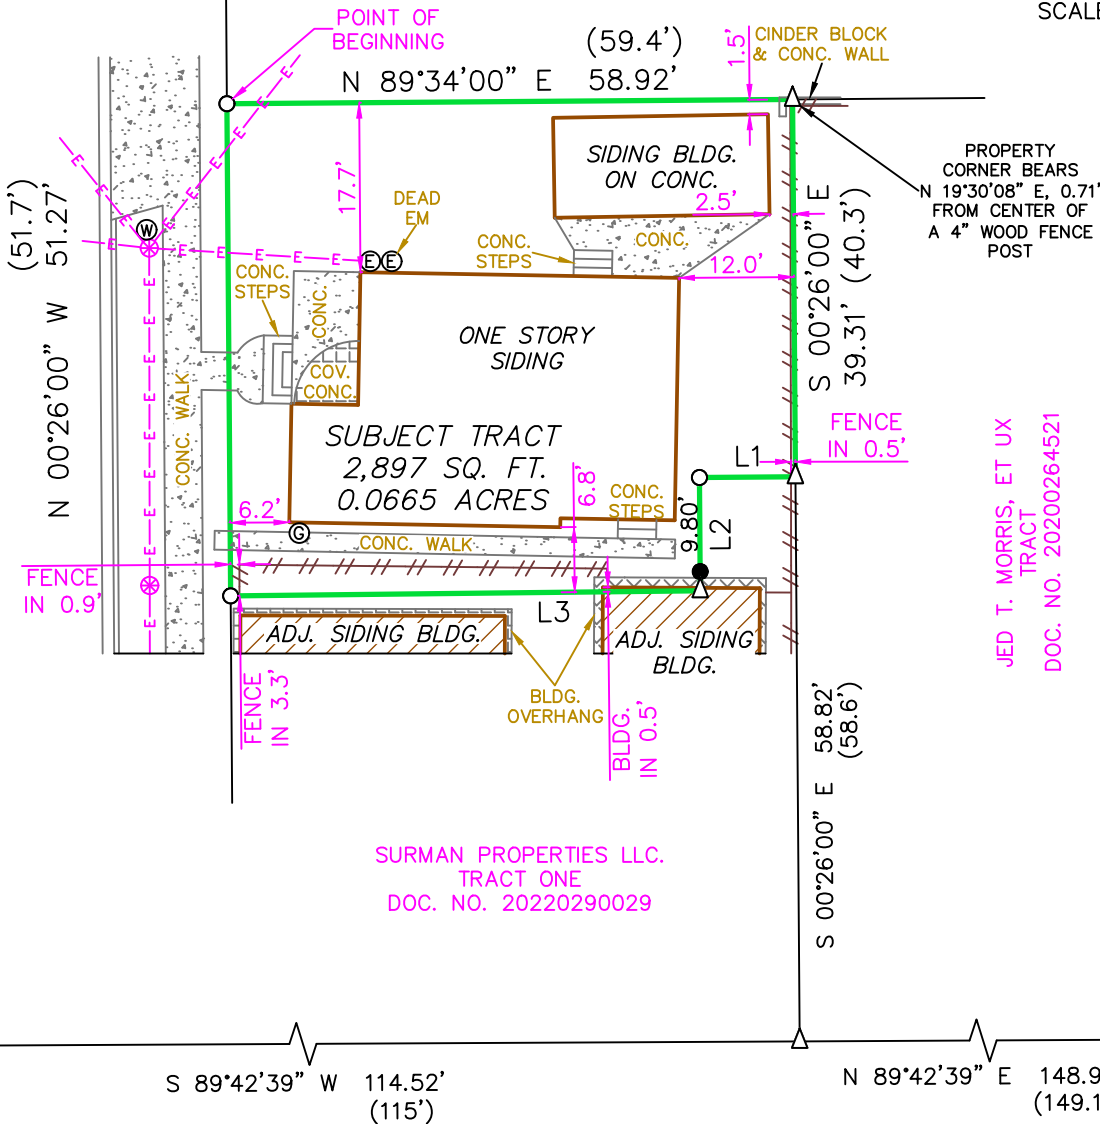 SCALE
POINT OF
BEGINNING
(59.4')
N 89°34'00" E 58.92'
1.5'
CINDER BLOCK
& CONC. WALL
PROPERTY
CORNER BEARS
N 19°30'08" E, 0.71'
FROM CENTER OF
A 4" WOOD FENCE
POST
SIDING BLDG.
ON CONC.
2.5'
17.7'
DEAD
EM
E
E
W
CONC.
STEPS
CONC.
12.0'
S 00°26'00" E
39.31' (40.3')
(51.7')
N 00°26'00" W 51.27'
CONC.
STEPS
CONC.
COV.
CONC.
ONE STORY
SIDING
CONC. WALK
SUBJECT TRACT
2,897 SQ. FT.
0.0665 ACRES
FENCE
IN 0.5'
L1
6.8'
CONC.
STEPS
9.80'
L2
6.2'
G
CONC. WALK
FENCE
IN 0.9'
L3
ADJ. SIDING BLDG.
ADJ. SIDING
BLDG.
BLDG.
OVERHANG
FENCE
IN 3.3'
BLDG.
IN 0.5'
JED T. MORRIS, ET UX
TRACT
DOC. NO. 20200264521
S 00°26'00" E 58.82'
(58.6')
SURMAN PROPERTIES LLC.
TRACT ONE
DOC. NO. 20220290029
S 89°42'39" W 114.52'
(115')
N 89°42'39" E 148.9
(149.1
E E E E E E E E E E E E E E E E E E E E E